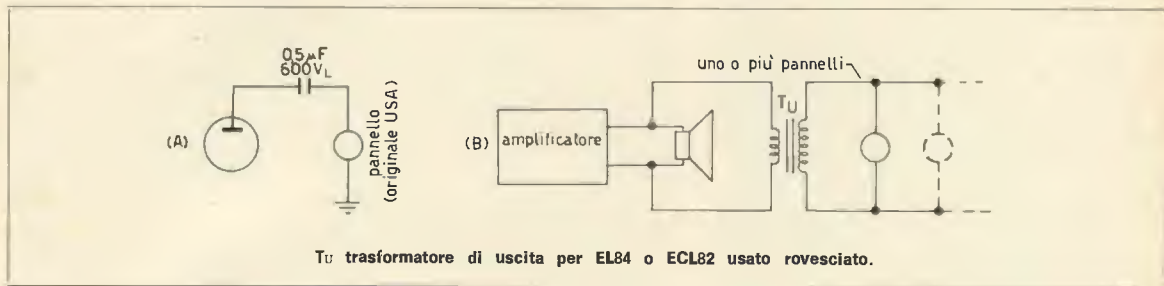 0,5µF
600VL
(A)
pannello
(originale USA)
uno o più pannelli
TU
(B)
amplificatore
TU trasformatore di uscita per EL84 o ECL82 usato rovesciato.